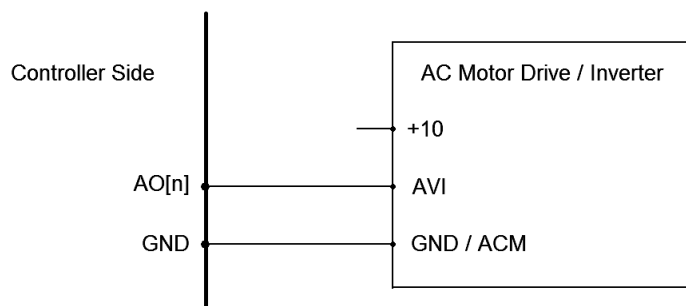 Controller Side
AC Motor Drive / Inverter
+10
AO[n]
AVI
GND
GND / ACM